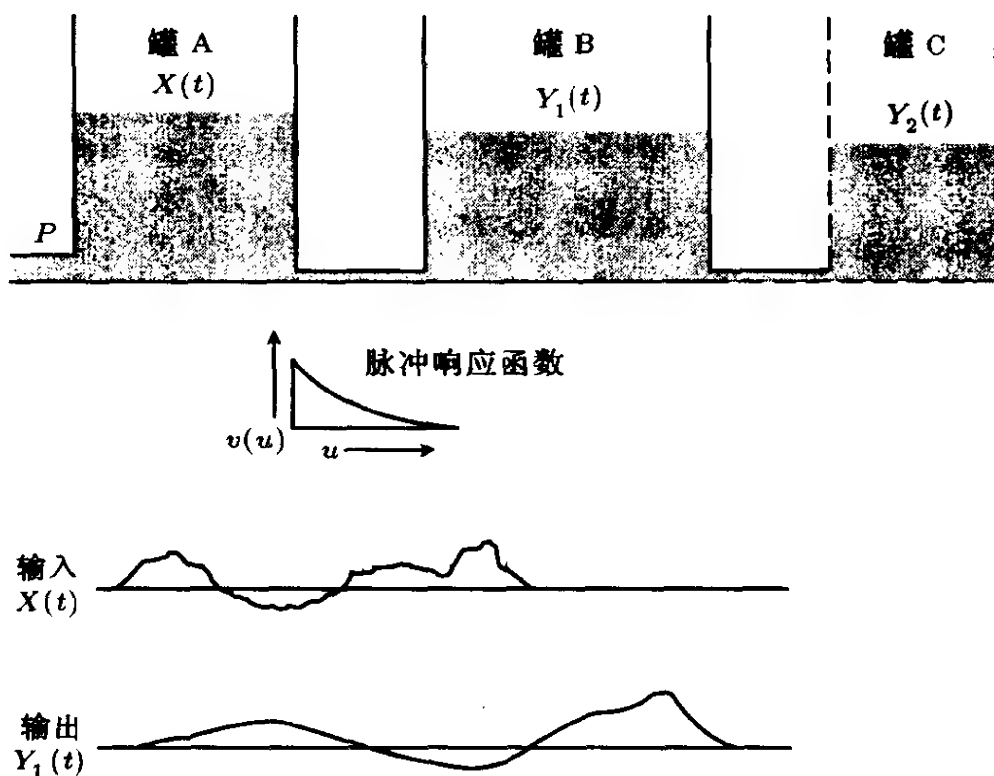 罐 A
X(t)
罐 B
Y₁(t)
罐 C
Y₂(t)
P
脉冲响应函数
v(u)
u
输入
X(t)
输出
Y₁(t)